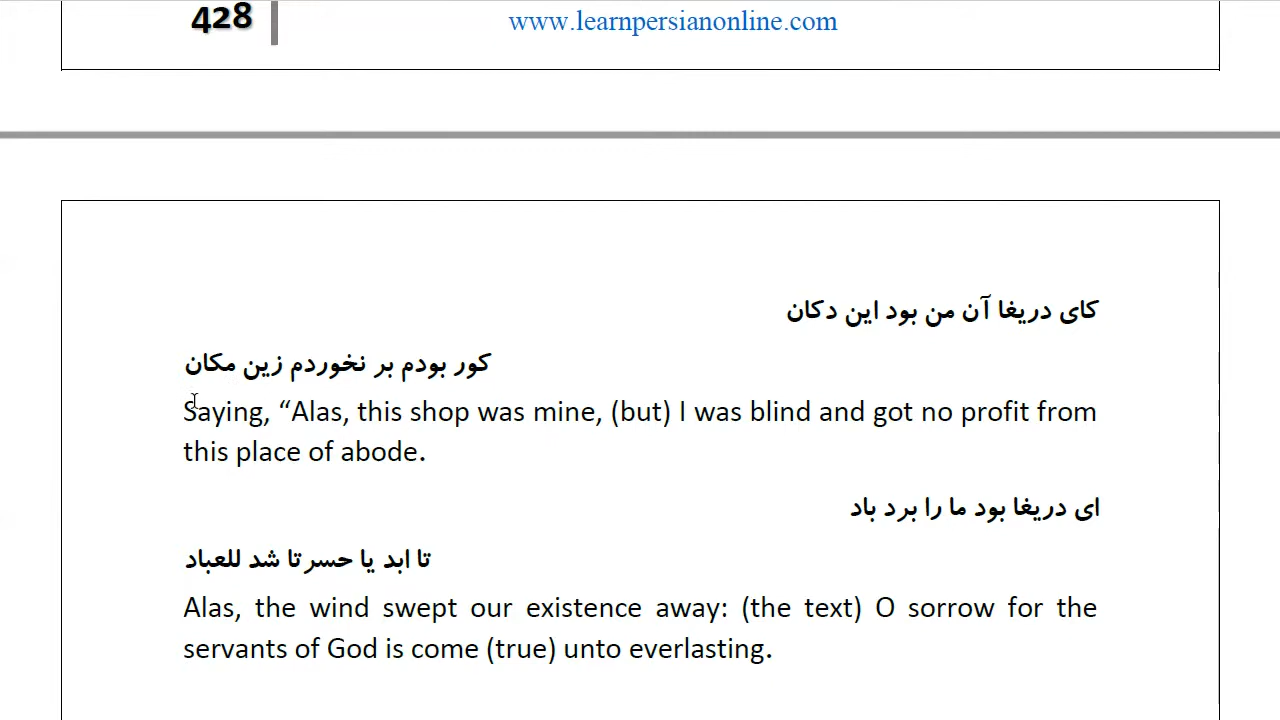 428
www.learnpersianonline.com
کای دریغا آن من بود این دکان
کور بودم بر نخوردم زین مکان
Saying, “Alas, this shop was mine, (but) I was blind and got no profit from
this place of abode.
ای دریغا بود ما را برد باد
تا ابد یا حسرتا شد للعباد
Alas, the wind swept our existence away: (the text) O sorrow for the
servants of God is come (true) unto everlasting.